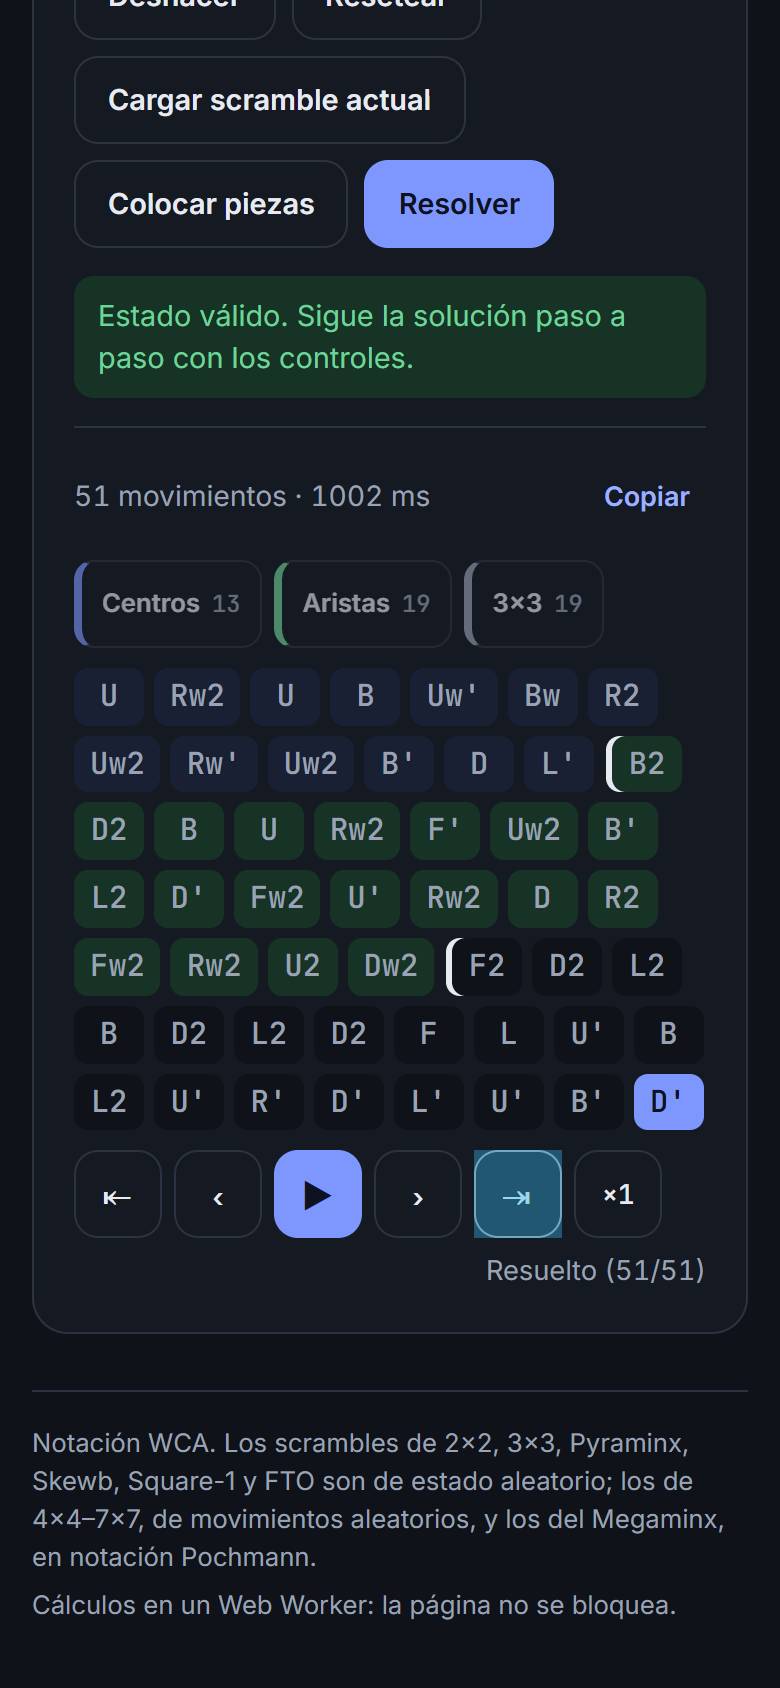 Deshacer Resetear
Cargar scramble actual
Colocar piezas Resolver
Estado válido. Sigue la solución paso a
paso con los controles.
51 movimientos · 1002 ms Copiar
Centros 13 Aristas 19 3×3 19
U Rw2 U B Uw' Bw R2
Uw2 Rw' Uw2 B' D L' B2
D2 B U Rw2 F' Uw2 B'
L2 D' Fw2 U' Rw2 D R2
Fw2 Rw2 U2 Dw2 F2 D2 L2
B D2 L2 D2 F L U' B
L2 U' R' D' L' U' B' D'
⇤ ‹ ▶ › ⇥ ×1
Resuelto (51/51)
Notación WCA. Los scrambles de 2×2, 3×3, Pyraminx,
Skewb, Square-1 y FTO son de estado aleatorio; los de
4×4–7×7, de movimientos aleatorios, y los del Megaminx,
en notación Pochmann.
Cálculos en un Web Worker: la página no se bloquea.